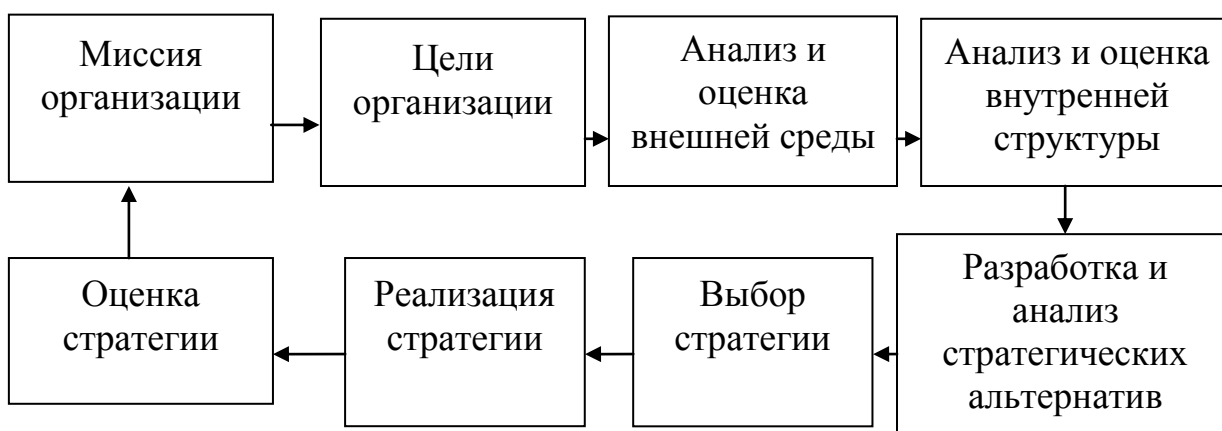 Миссия
организации
Цели
организации
Анализ и
оценка
внешней среды
Анализ и оценка
внутренней
структуры
Оценка
стратегии
Реализация
стратегии
Выбор
стратегии
Разработка и
анализ
стратегических
альтернатив